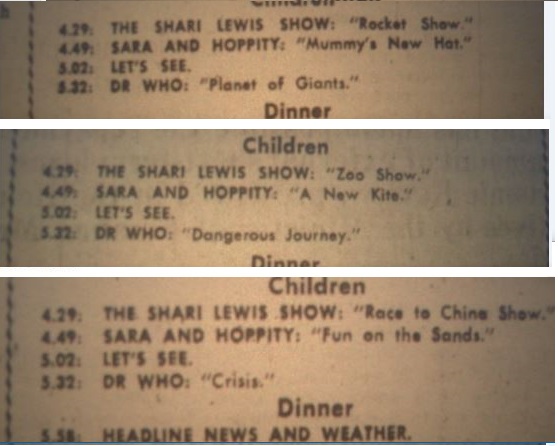 Children
4.29: THE SHARI LEWIS SHOW: "Rocket Show."
4.49: SARA AND HOPPITY: "Mummy's New Hat."
5.02: LET'S SEE.
5.32: DR WHO: "Planet of Giants."
Dinner
Children
4.29: THE SHARI LEWIS SHOW: "Zoo Show."
4.49: SARA AND HOPPITY: "A New Kite."
5.02: LET'S SEE.
5.32: DR WHO: "Dangerous Journey."
Dinner
Children
4.29: THE SHARI LEWIS SHOW: "Race to China Show."
4.49: SARA AND HOPPITY: "Fun on the Sands."
5.02: LET'S SEE.
5.32: DR WHO: "Crisis."
Dinner
5.58: HEADLINE NEWS AND WEATHER.